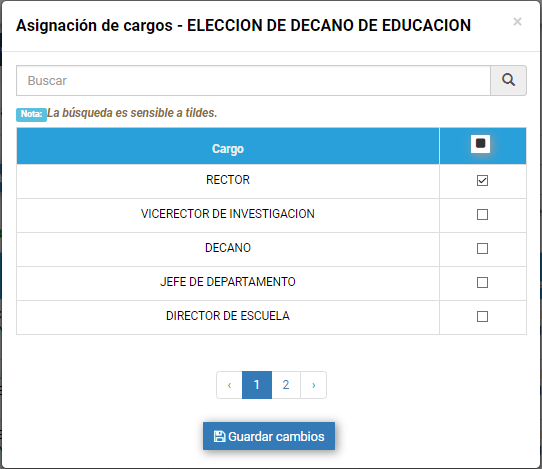 Asignación de cargos - ELECCION DE DECANO DE EDUCACION ×
Buscar
Nota: La búsqueda es sensible a tildes.
Cargo
RECTOR
VICERECTOR DE INVESTIGACION
DECANO
JEFE DE DEPARTAMENTO
DIRECTOR DE ESCUELA
‹ 1 2 ›
Guardar cambios